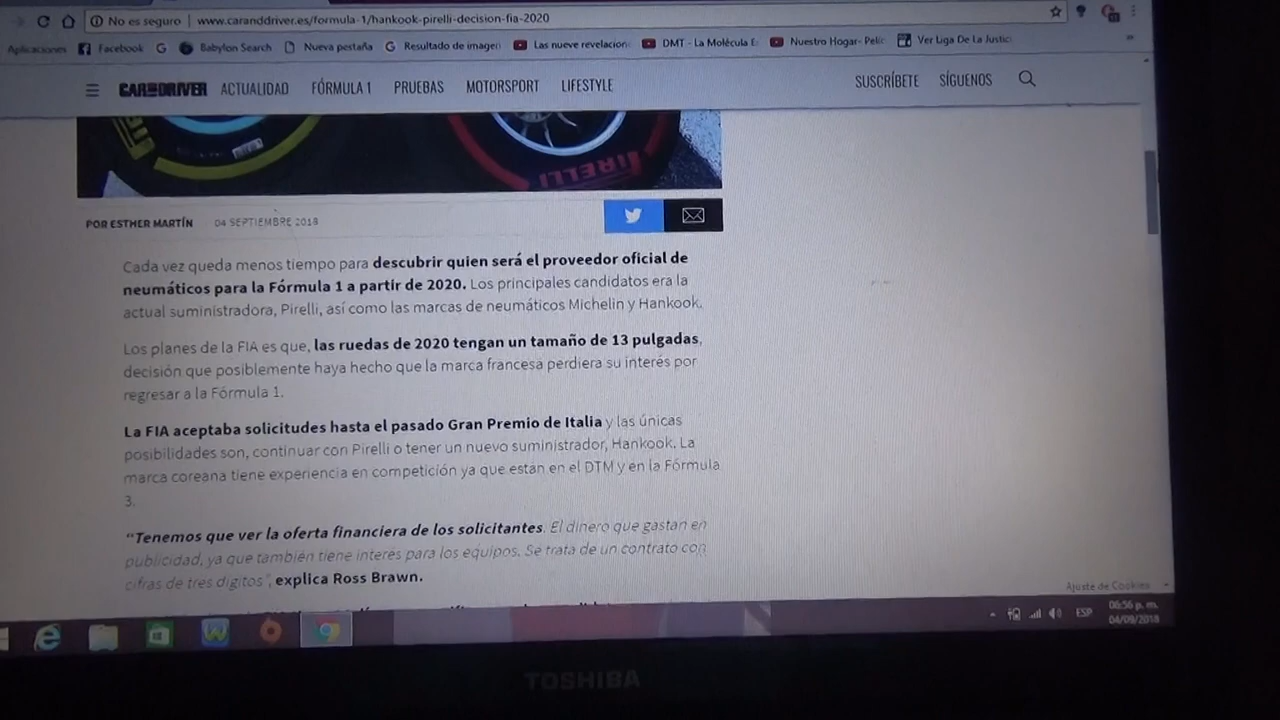 No es seguro | www.caranddriver.es/formula-1/hankook-pirelli-decision-fia-2020
Aplicaciones Facebook Babylon Search Nueva pestaña Resultado de imagen Las nueve revelacion DMT - La Molécula E Nuestro Hogar- Pelíc Ver Liga De La Justic
CAR AND DRIVER ACTUALIDAD FÓRMULA 1 PRUEBAS MOTORSPORT LIFESTYLE SUSCRÍBETE SÍGUENOS
PIRELLI
POR ESTHER MARTÍN 04 SEPTIEMBRE 2018
Cada vez queda menos tiempo para descubrir quien será el proveedor oficial de
neumáticos para la Fórmula 1 a partir de 2020. Los principales candidatos era la
actual suministradora, Pirelli, así como las marcas de neumáticos Michelin y Hankook.
Los planes de la FIA es que, las ruedas de 2020 tengan un tamaño de 13 pulgadas,
decisión que posiblemente haya hecho que la marca francesa perdiera su interés por
regresar a la Fórmula 1.
La FIA aceptaba solicitudes hasta el pasado Gran Premio de Italia y las únicas
posibilidades son, continuar con Pirelli o tener un nuevo suministrador, Hankook. La
marca coreana tiene experiencia en competición ya que estan en el DTM y en la Fórmula
3.
“Tenemos que ver la oferta financiera de los solicitantes. El dinero que gastan en
publicidad, ya que también tiene interés para los equipos. Se trata de un contrato con
cifras de tres dígitos”, explica Ross Brawn.
Ajuste de Cookies
ESP 06:56 p. m.
04/09/2018
TOSHIBA